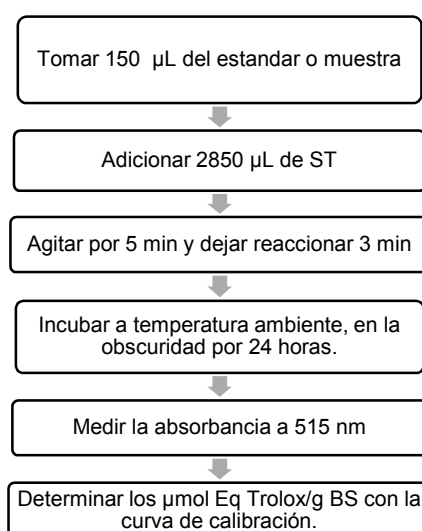 Tomar 150 µL del estandar o muestra
Adicionar 2850 µL de ST
Agitar por 5 min y dejar reaccionar 3 min
Incubar a temperatura ambiente, en la
obscuridad por 24 horas.
Medir la absorbancia a 515 nm
Determinar los µmol Eq Trolox/g BS con la
curva de calibración.